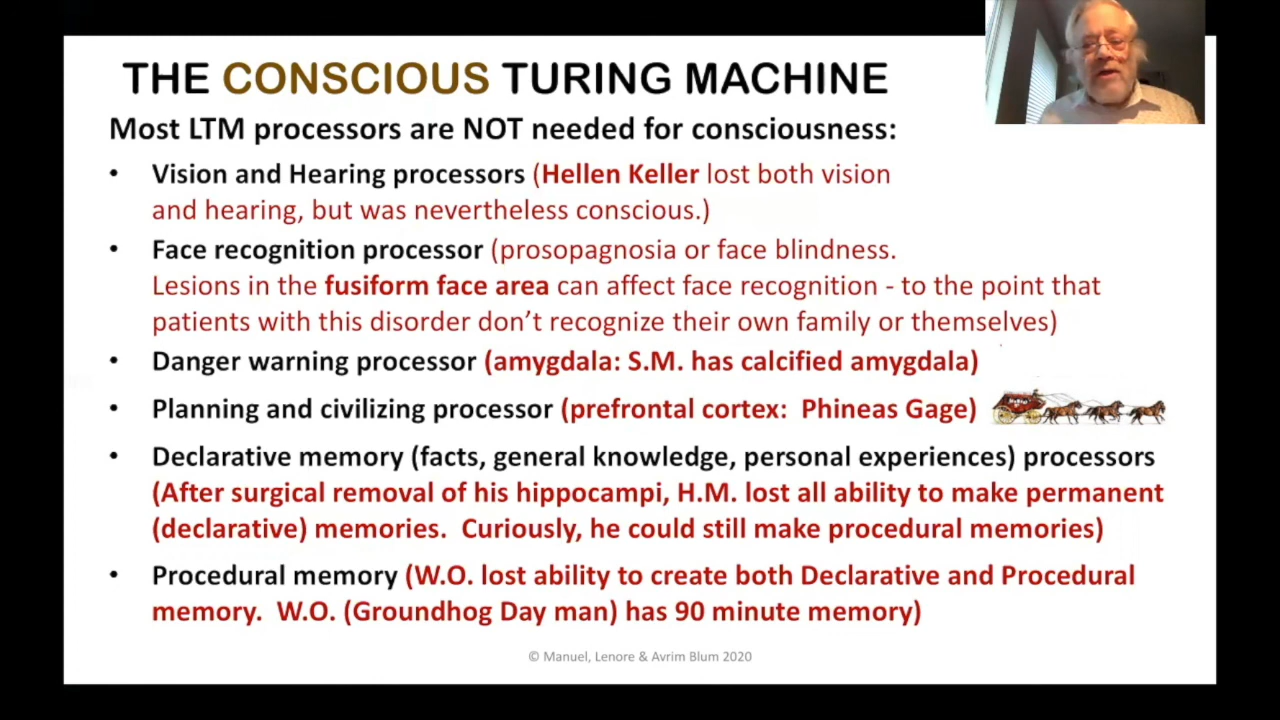 THE CONSCIOUS TURING MACHINE
Most LTM processors are NOT needed for consciousness:
• Vision and Hearing processors (Hellen Keller lost both vision
and hearing, but was nevertheless conscious.)
• Face recognition processor (prosopagnosia or face blindness.
Lesions in the fusiform face area can affect face recognition - to the point that
patients with this disorder don’t recognize their own family or themselves)
• Danger warning processor (amygdala: S.M. has calcified amygdala)
• Planning and civilizing processor (prefrontal cortex:  Phineas Gage)
• Declarative memory (facts, general knowledge, personal experiences) processors
(After surgical removal of his hippocampi, H.M. lost all ability to make permanent
(declarative) memories.  Curiously, he could still make procedural memories)
• Procedural memory (W.O. lost ability to create both Declarative and Procedural
memory.  W.O. (Groundhog Day man) has 90 minute memory)
© Manuel, Lenore & Avrim Blum 2020